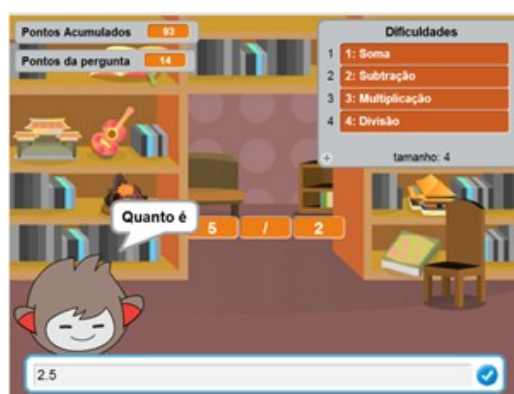 Pontos Acumulados 93
Pontos da pergunta 14
Dificuldades
1 1: Soma
2 2: Subtração
3 3: Multiplicação
4 4: Divisão
+ tamanho: 4
Quanto é
5 / 2
2.5